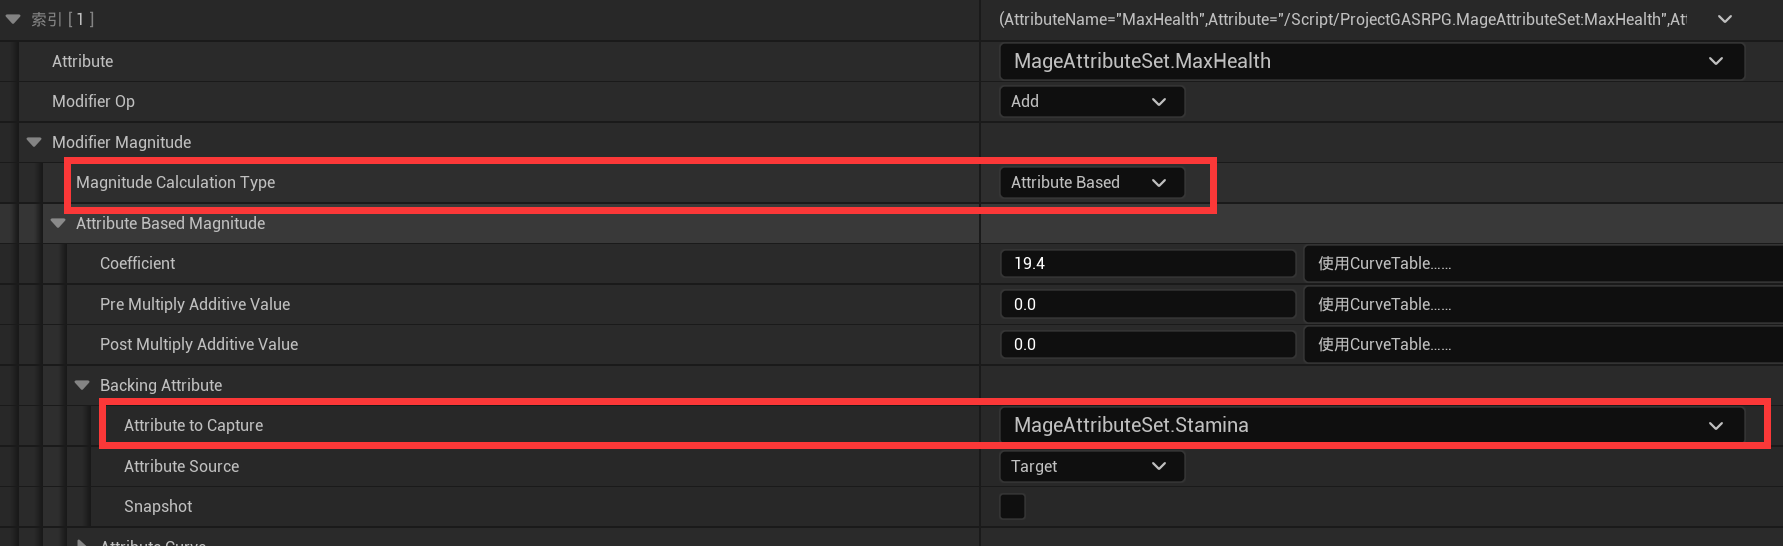 索引 [ 1 ] (AttributeName="MaxHealth",Attribute="/Script/ProjectGASRPG.MageAttributeSet:MaxHealth",At
Attribute MageAttributeSet.MaxHealth
Modifier Op Add
Modifier Magnitude
Magnitude Calculation Type Attribute Based
Attribute Based Magnitude
Coefficient 19.4 使用CurveTable......
Pre Multiply Additive Value 0.0 使用CurveTable......
Post Multiply Additive Value 0.0 使用CurveTable......
Backing Attribute
Attribute to Capture MageAttributeSet.Stamina
Attribute Source Target
Snapshot
Attribute Curve